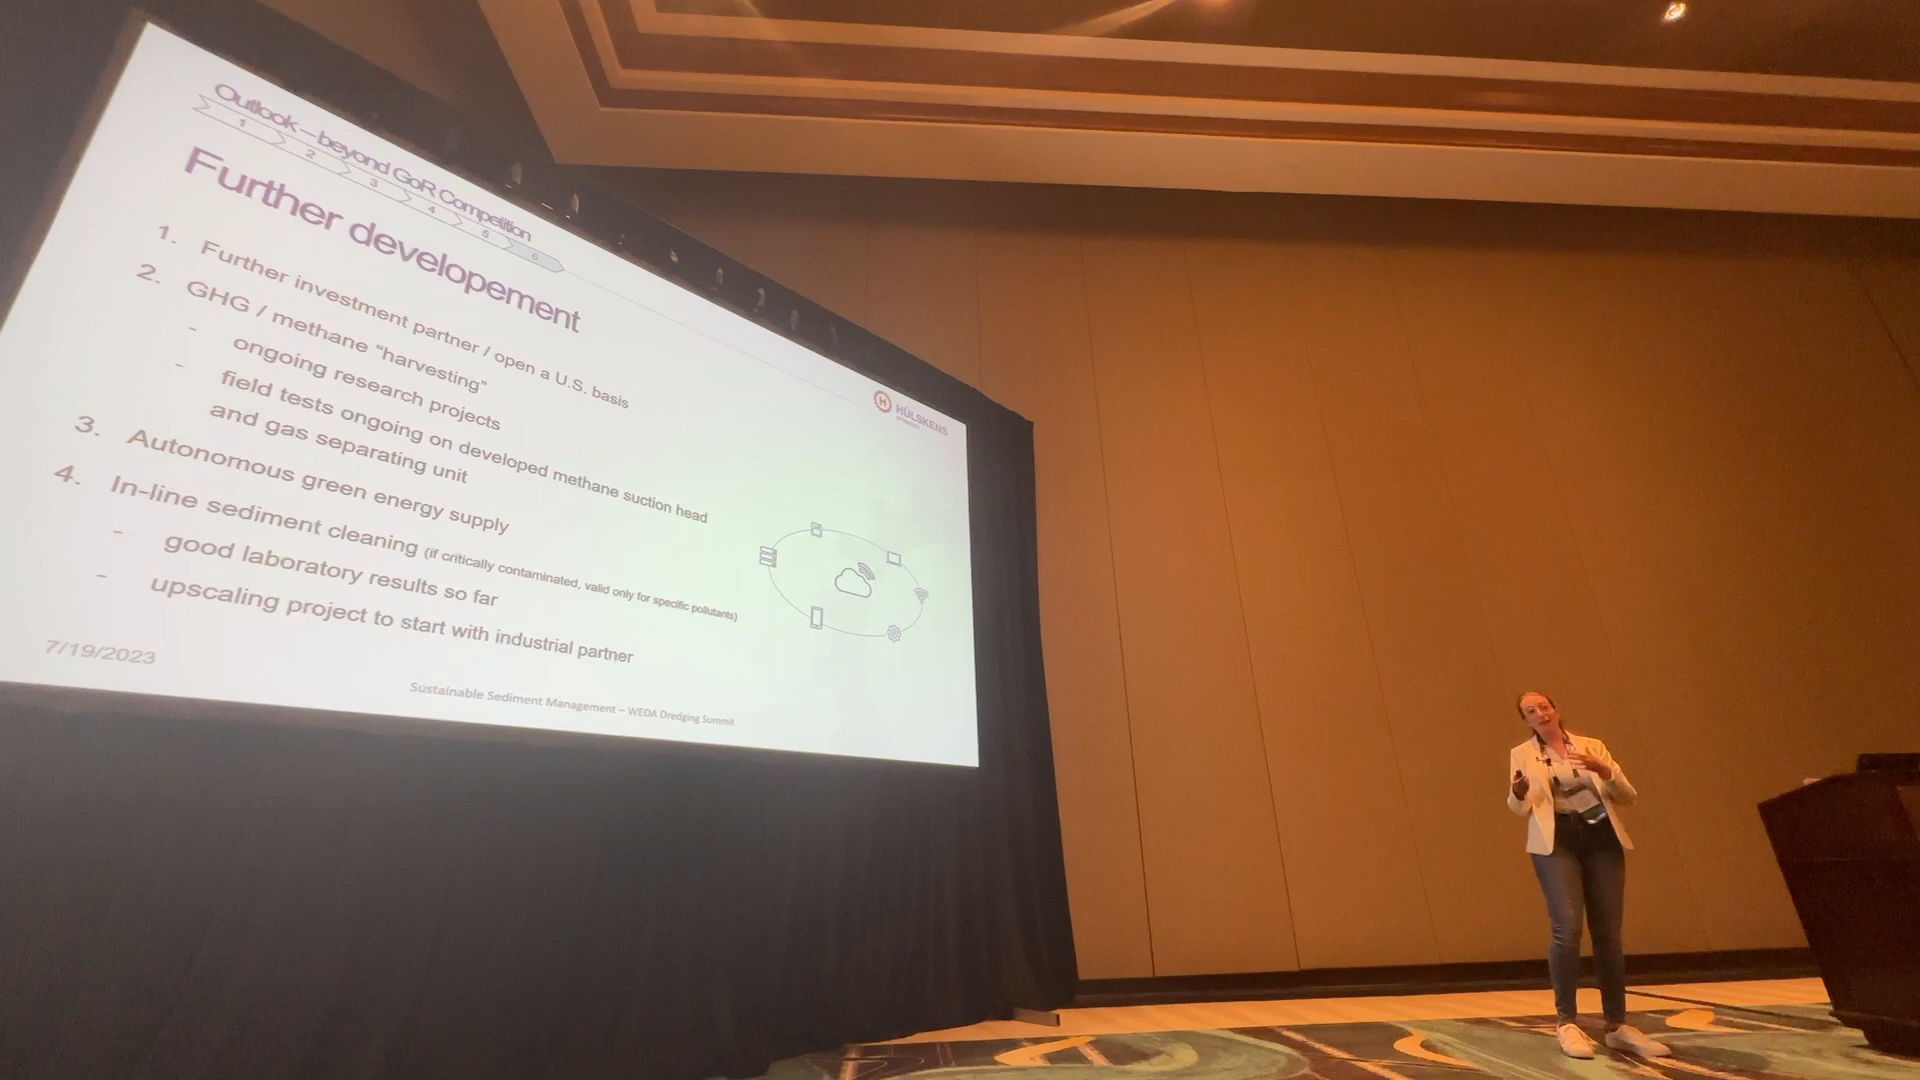 Outlook – beyond GoR Competition
1 2 3 4 5 6
Further developement
1. Further investment partner / open a U.S. basis
2. GHG / methane “harvesting”
- ongoing research projects
- field tests ongoing on developed methane suction head
and gas separating unit
3. Autonomous green energy supply
4. In-line sediment cleaning (if critically contaminated, valid only for specific pollutants)
- good laboratory results so far
- upscaling project to start with industrial partner
H HÜLSKENS
7/19/2023
Sustainable Sediment Management – WEDA Dredging Summit